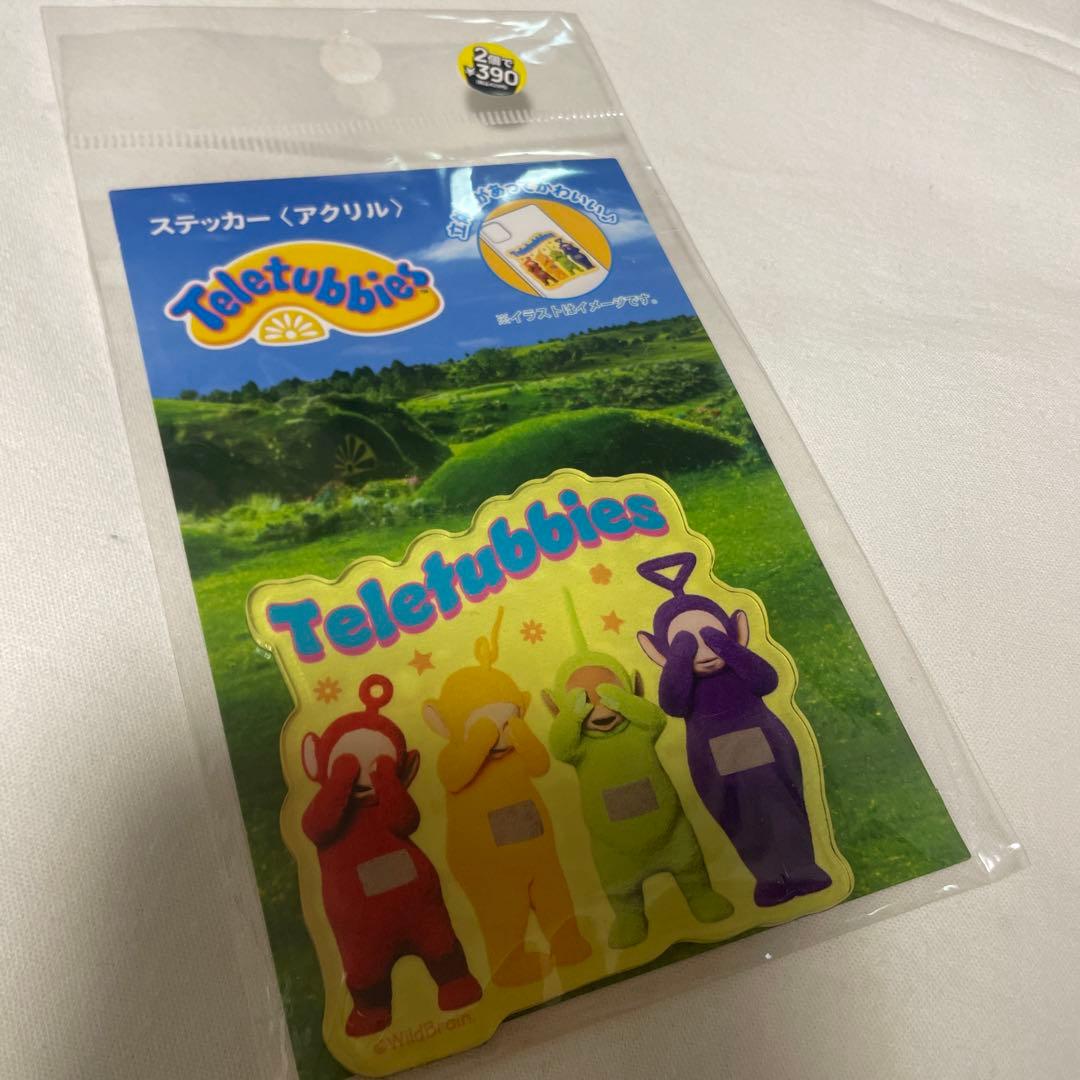 2個で
¥390
ステッカー〈アクリル〉
Teletubbies™
立体感があってかわいい♪
※イラストはイメージです。
Teletubbies
©WildBrain